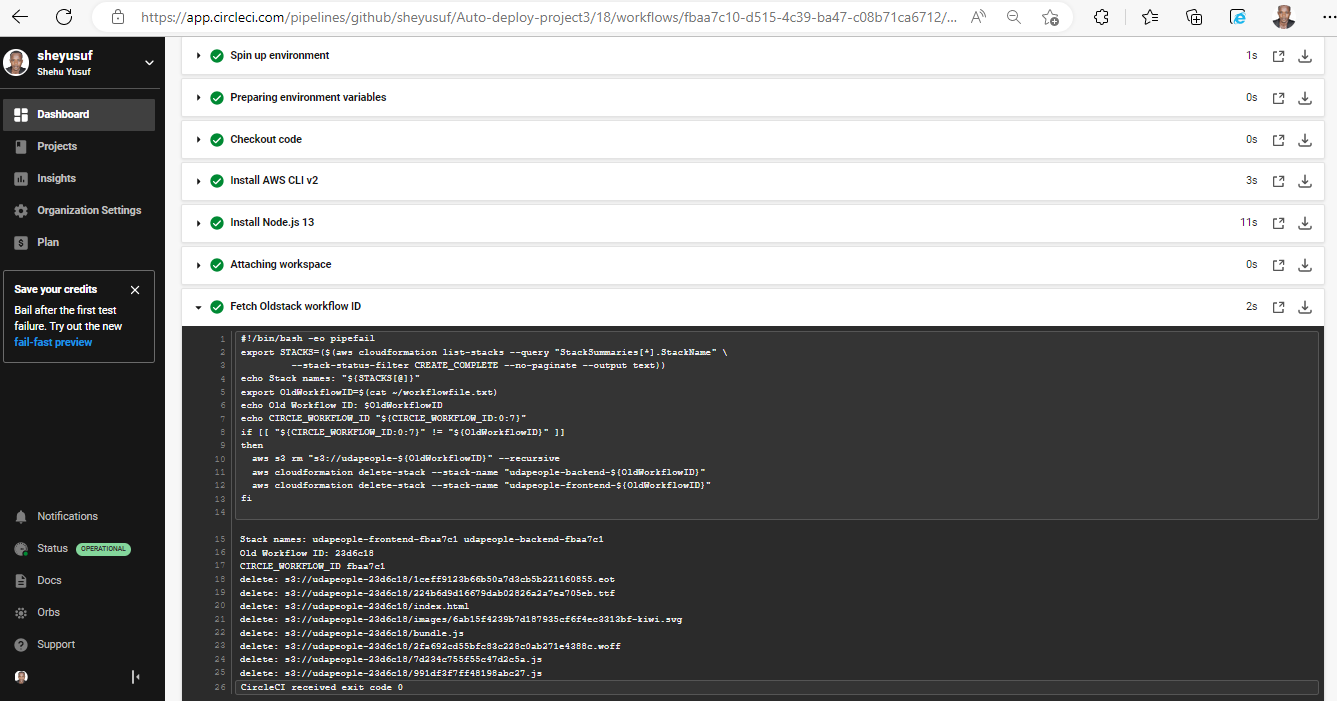 https://app.circleci.com/pipelines/github/sheyusuf/Auto-deploy-project3/18/workflows/fbaa7c10-d515-4c39-ba47-c08b71ca6712/...
sheyusuf
Shehu Yusuf
Dashboard
Projects
Insights
Organization Settings
Plan
Save your credits
Bail after the first test
failure. Try out the new
fail-fast preview
Notifications
Status OPERATIONAL
Docs
Orbs
Support
Spin up environment 1s
Preparing environment variables 0s
Checkout code 0s
Install AWS CLI v2 3s
Install Node.js 13 11s
Attaching workspace 0s
Fetch Oldstack workflow ID 2s
1 #!/bin/bash -eo pipefail
2 export STACKS=($(aws cloudformation list-stacks --query "StackSummaries[*].StackName" \
3 --stack-status-filter CREATE_COMPLETE --no-paginate --output text))
4 echo Stack names: "${STACKS[@]}"
5 export OldWorkflowID=$(cat ~/workflowfile.txt)
6 echo Old Workflow ID: $OldWorkflowID
7 echo CIRCLE_WORKFLOW_ID "${CIRCLE_WORKFLOW_ID:0:7}"
8 if [[ "${CIRCLE_WORKFLOW_ID:0:7}" != "${OldWorkflowID}" ]]
9 then
10 aws s3 rm "s3://udapeople-${OldWorkflowID}" --recursive
11 aws cloudformation delete-stack --stack-name "udapeople-backend-${OldWorkflowID}"
12 aws cloudformation delete-stack --stack-name "udapeople-frontend-${OldWorkflowID}"
13 fi
14
15 Stack names: udapeople-frontend-fbaa7c1 udapeople-backend-fbaa7c1
16 Old Workflow ID: 23d6c18
17 CIRCLE_WORKFLOW_ID fbaa7c1
18 delete: s3://udapeople-23d6c18/1ceff9123b66b50a7d3cb5b221160855.eot
19 delete: s3://udapeople-23d6c18/224b6d9d16679dab02826a2a7ea705eb.ttf
20 delete: s3://udapeople-23d6c18/index.html
21 delete: s3://udapeople-23d6c18/images/6ab15f4239b7d187935cf6f4ec3313bf-kiwi.svg
22 delete: s3://udapeople-23d6c18/bundle.js
23 delete: s3://udapeople-23d6c18/2fa692cd55bfc83c228c0ab271e4388c.woff
24 delete: s3://udapeople-23d6c18/7d234c755f55c47d2c5a.js
25 delete: s3://udapeople-23d6c18/991df3f7ff48198abc27.js
26 CircleCI received exit code 0